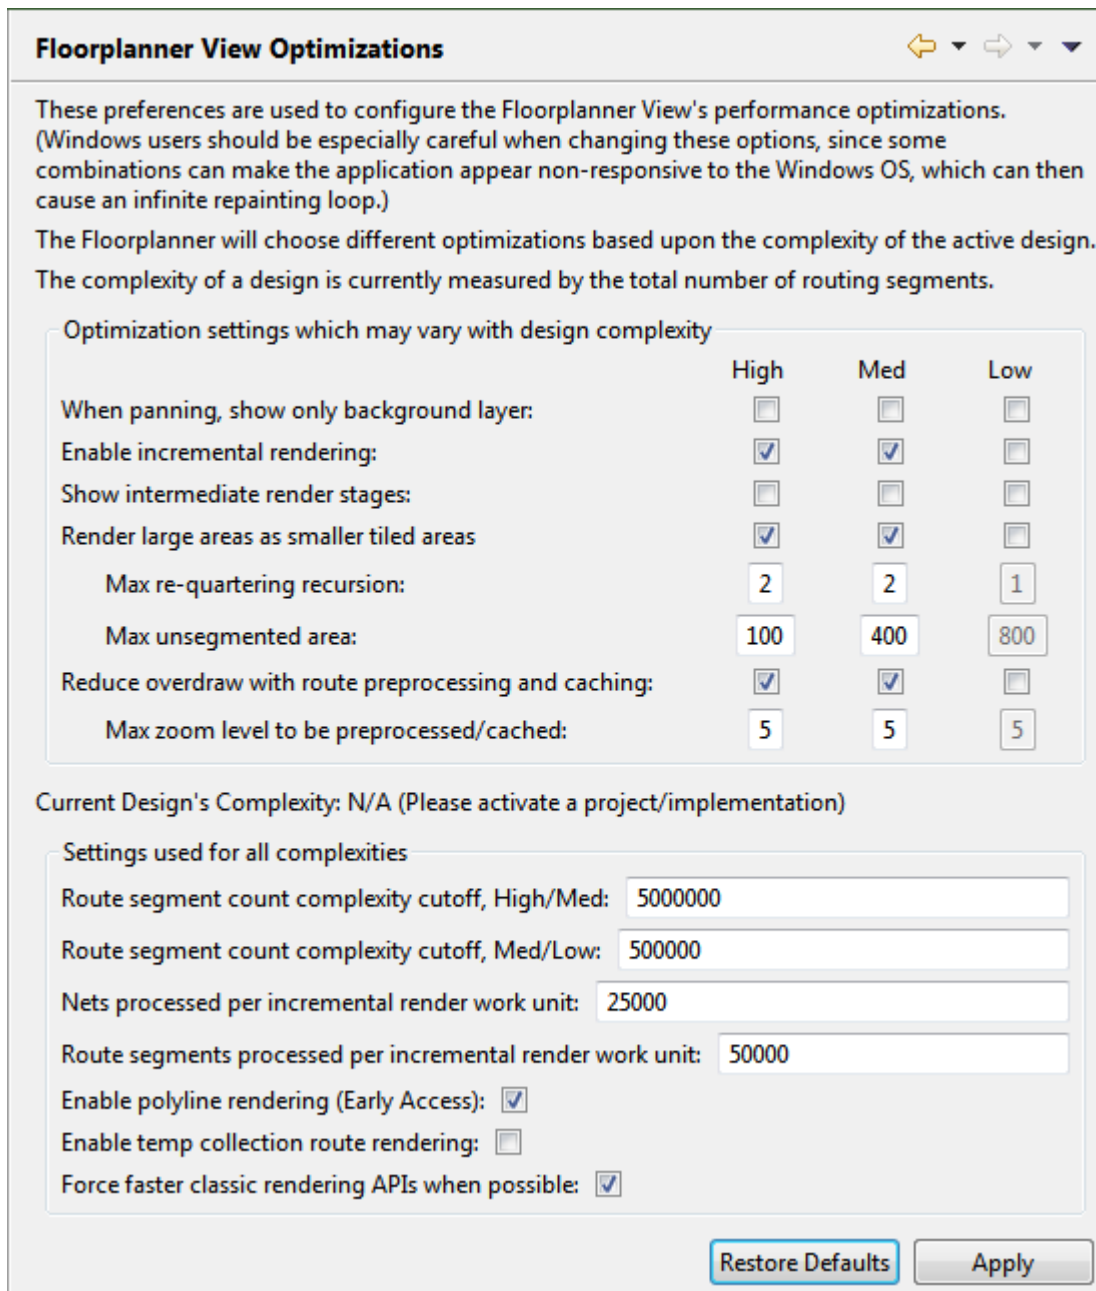 Floorplanner View Optimizations
These preferences are used to configure the Floorplanner View's performance optimizations.
(Windows users should be especially careful when changing these options, since some
combinations can make the application appear non-responsive to the Windows OS, which can then
cause an infinite repainting loop.)
The Floorplanner will choose different optimizations based upon the complexity of the active design.
The complexity of a design is currently measured by the total number of routing segments.
Optimization settings which may vary with design complexity
High Med Low
When panning, show only background layer:
Enable incremental rendering:
Show intermediate render stages:
Render large areas as smaller tiled areas
Max re-quartering recursion: 2 2 1
Max unsegmented area: 100 400 800
Reduce overdraw with route preprocessing and caching:
Max zoom level to be preprocessed/cached: 5 5 5
Current Design's Complexity: N/A (Please activate a project/implementation)
Settings used for all complexities
Route segment count complexity cutoff, High/Med: 5000000
Route segment count complexity cutoff, Med/Low: 500000
Nets processed per incremental render work unit: 25000
Route segments processed per incremental render work unit: 50000
Enable polyline rendering (Early Access):
Enable temp collection route rendering:
Force faster classic rendering APIs when possible:
Restore Defaults Apply